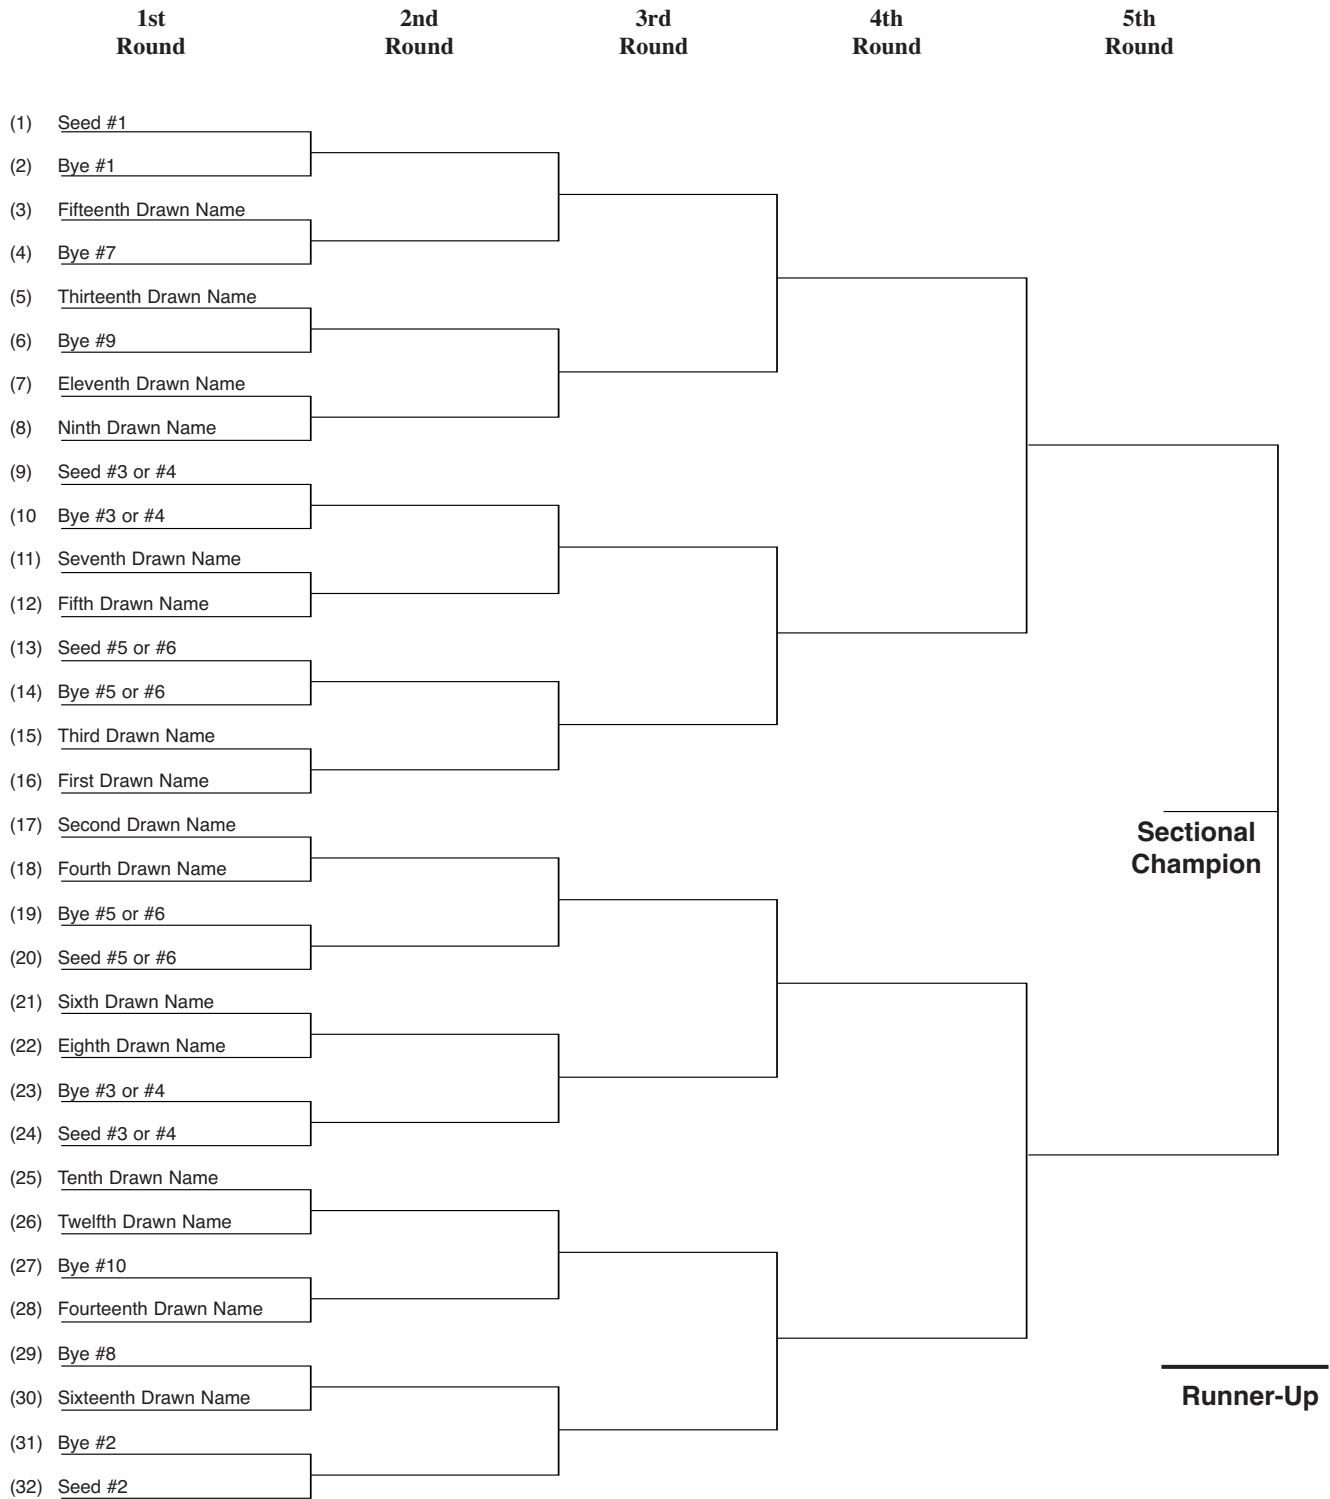 1st 2nd 3rd 4th 5th
Round Round Round Round Round
(1) Seed #1
(2) Bye #1
(3) Fifteenth Drawn Name
(4) Bye #7
(5) Thirteenth Drawn Name
(6) Bye #9
(7) Eleventh Drawn Name
(8) Ninth Drawn Name
(9) Seed #3 or #4
(10 Bye #3 or #4
(11) Seventh Drawn Name
(12) Fifth Drawn Name
(13) Seed #5 or #6
(14) Bye #5 or #6
(15) Third Drawn Name
(16) First Drawn Name
(17) Second Drawn Name
Sectional
Champion
(18) Fourth Drawn Name
(19) Bye #5 or #6
(20) Seed #5 or #6
(21) Sixth Drawn Name
(22) Eighth Drawn Name
(23) Bye #3 or #4
(24) Seed #3 or #4
(25) Tenth Drawn Name
(26) Twelfth Drawn Name
(27) Bye #10
(28) Fourteenth Drawn Name
(29) Bye #8
(30) Sixteenth Drawn Name
Runner-Up
(31) Bye #2
(32) Seed #2